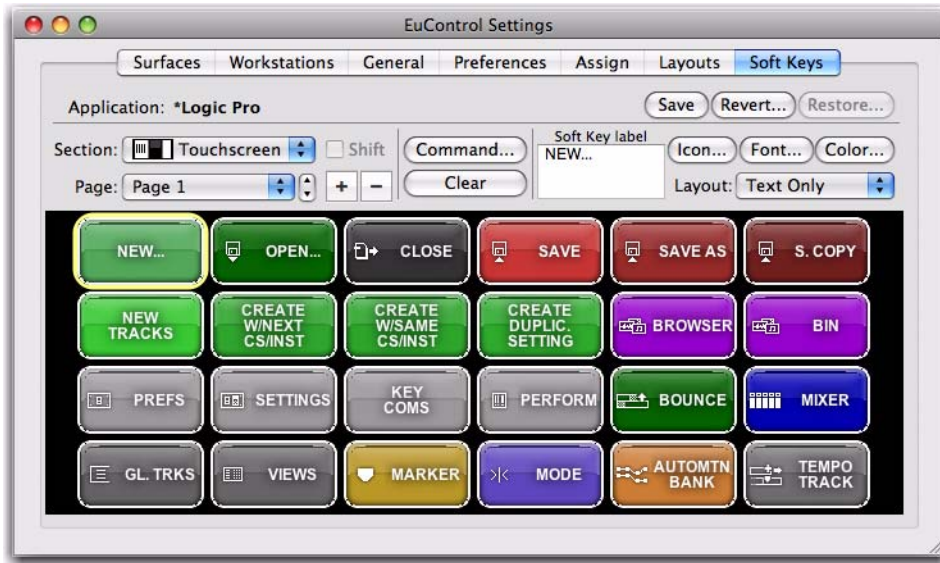 EuControl Settings
Surfaces Workstations General Preferences Assign Layouts Soft Keys
Application: *Logic Pro
Save Revert... Restore...
Section: Touchscreen Shift Command... Soft Key label Icon... Font... Color...
NEW...
Page: Page 1 + − Clear Layout: Text Only
NEW... OPEN... CLOSE SAVE SAVE AS S. COPY
NEW
TRACKS
CREATE
W/NEXT
CS/INST
CREATE
W/SAME
CS/INST
CREATE
DUPLIC.
SETTING
BROWSER
BIN
PREFS
SETTINGS
KEY
COMS
PERFORM
BOUNCE
MIXER
GL. TRKS
VIEWS
MARKER
MODE
AUTOMTN
BANK
TEMPO
TRACK